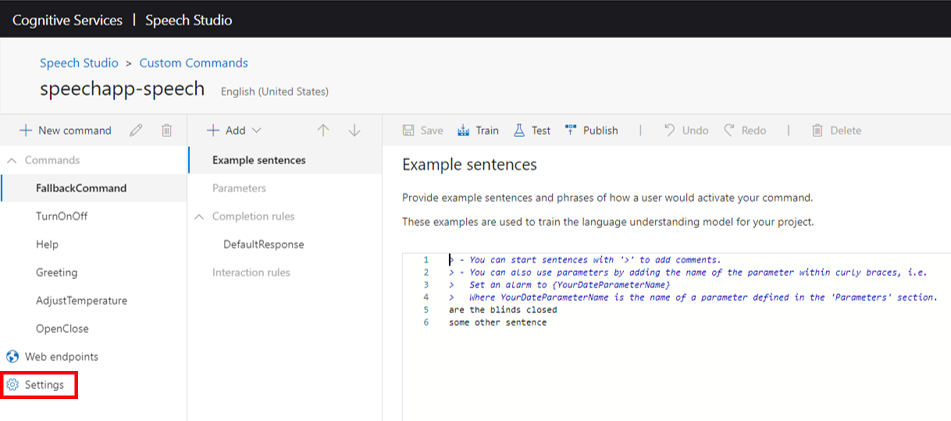 Cognitive Services | Speech Studio
Speech Studio > Custom Commands
speechapp-speech English (United States)
New command
Commands
FallbackCommand
TurnOnOff
Help
Greeting
AdjustTemperature
OpenClose
Web endpoints
Settings
Add
Example sentences
Parameters
Completion rules
DefaultResponse
Interaction rules
Save Train Test Publish | Undo Redo | Delete
Example sentences
Provide example sentences and phrases of how a user would activate your command.
These examples are used to train the language understanding model for your project.
1 > - You can start sentences with '>' to add comments.
2 > - You can also use parameters by adding the name of the parameter within curly braces, i.e.
3 > Set an alarm to {YourDateParameterName}
4 > Where YourDateParameterName is the name of a parameter defined in the 'Parameters' section.
5 are the blinds closed
6 some other sentence